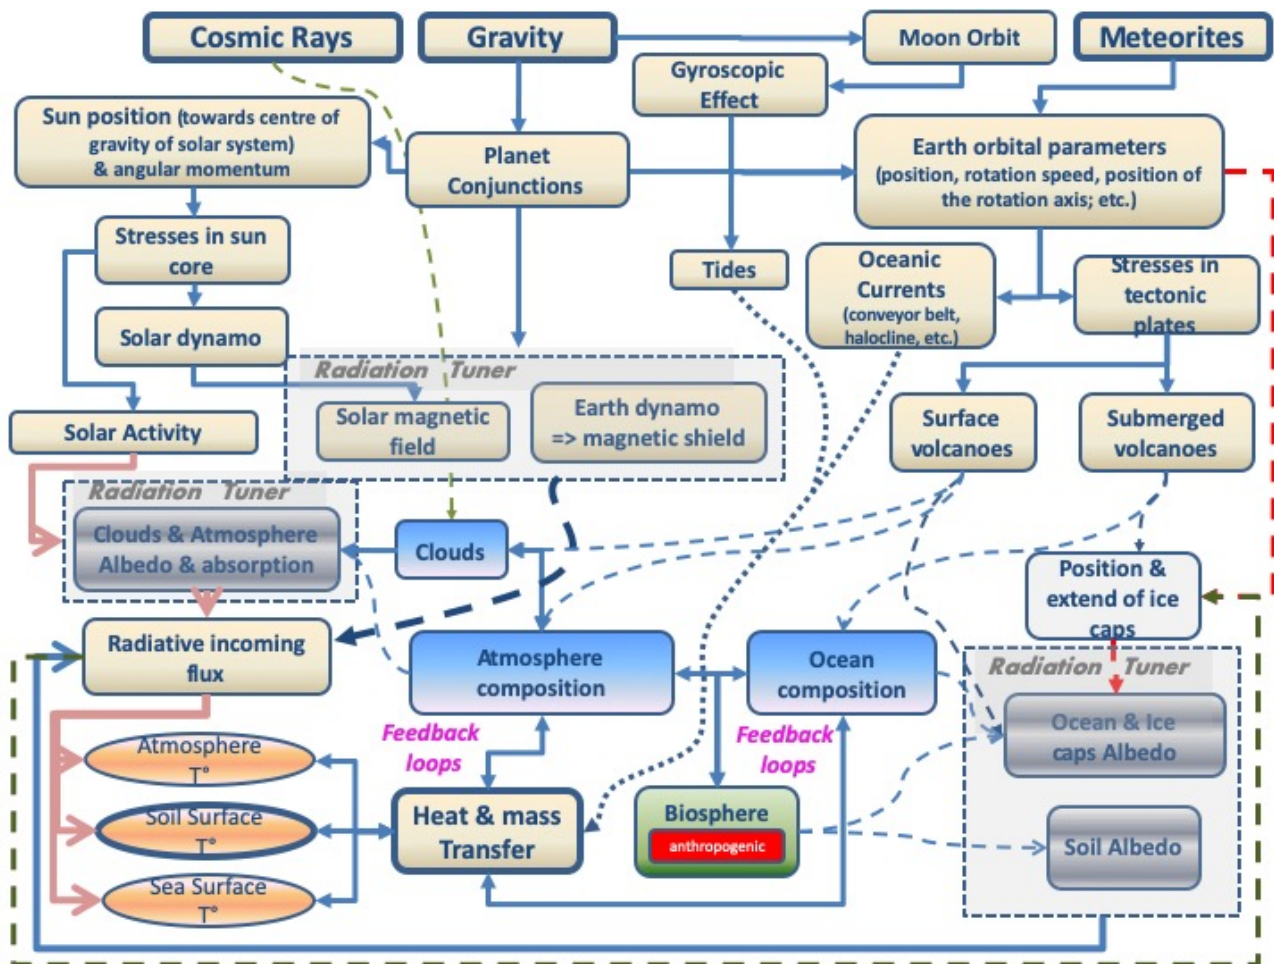 Cosmic Rays
Gravity
Moon Orbit
Meteorites
Gyroscopic
Effect
Sun position (towards centre of
gravity of solar system)
& angular momentum
Planet
Conjunctions
Earth orbital parameters
(position, rotation speed, position of
the rotation axis; etc.)
Stresses in sun
core
Tides
Oceanic
Currents
(conveyor belt,
halocline, etc.)
Stresses in
tectonic
plates
Solar dynamo
Radiation Tuner
Solar magnetic
field
Earth dynamo
=> magnetic shield
Solar Activity
Surface
volcanoes
Submerged
volcanoes
Radiation Tuner
Clouds & Atmosphere
Albedo & absorption
Clouds
Position &
extend of ice
caps
Radiative incoming
flux
Atmosphere
composition
Ocean
composition
Radiation Tuner
Ocean & Ice
caps Albedo
Feedback
loops
Feedback
loops
Atmosphere
T°
Soil Surface
T°
Sea Surface
T°
Heat & mass
Transfer
Biosphere
anthropogenic
Soil Albedo